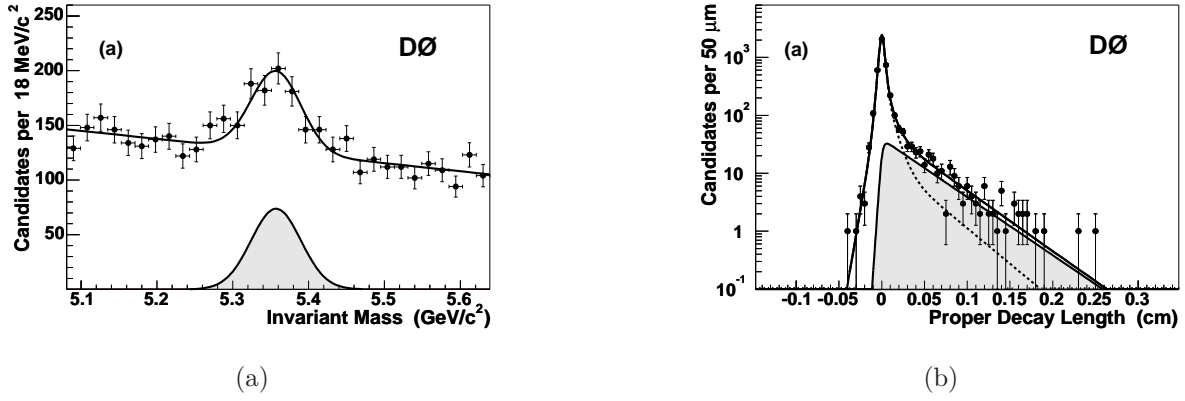 Candidates per 18 MeV/c²
250
200
150
100
50
(a)
DØ
5.1 5.2 5.3 5.4 5.5 5.6
Invariant Mass (GeV/c²)
(a)
Candidates per 50 μm
10³
10²
10
1
10⁻¹
(a)
DØ
-0.1 -0.05 0 0.05 0.1 0.15 0.2 0.25 0.3
Proper Decay Length (cm)
(b)